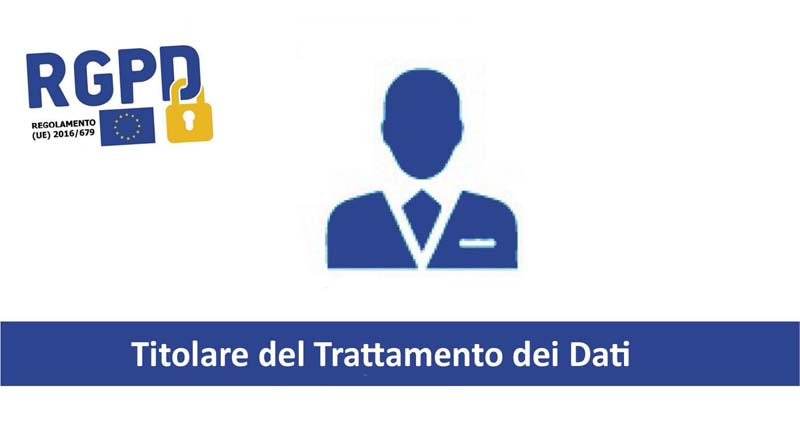 RGPD
REGOLAMENTO
(UE) 2016/679
Titolare del Trattamento dei Dati